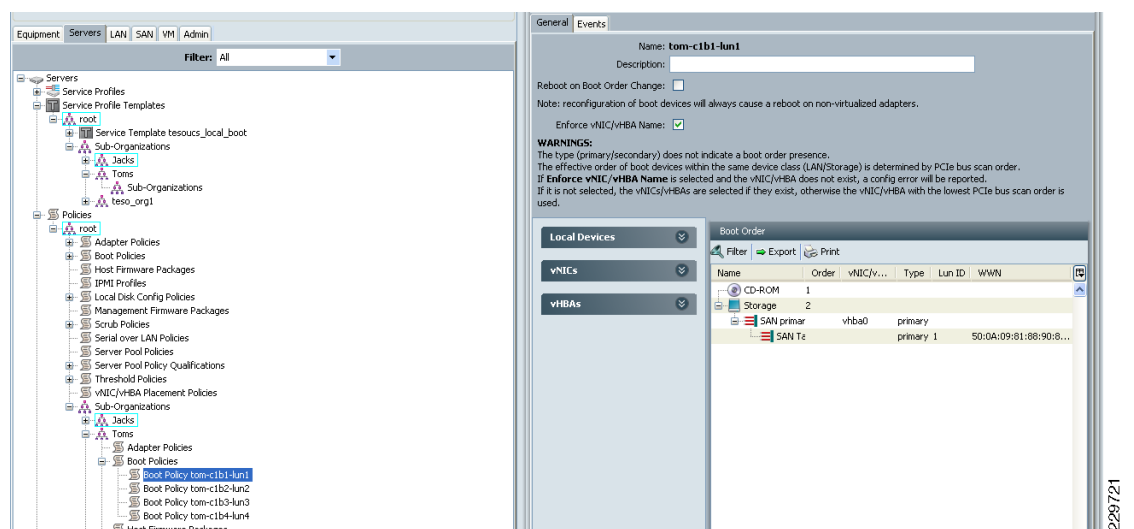 Equipment Servers LAN SAN VM Admin
Filter: All
Servers
Service Profiles
Service Profile Templates
root
Service Template tesoucs_local_boot
Sub-Organizations
Jacks
Toms
Sub-Organizations
teso_org1
Policies
root
Adapter Policies
Boot Policies
Host Firmware Packages
IPMI Profiles
Local Disk Config Policies
Management Firmware Packages
Scrub Policies
Serial over LAN Policies
Server Pool Policies
Server Pool Policy Qualifications
Threshold Policies
vNIC/vHBA Placement Policies
Sub-Organizations
Jacks
Toms
Adapter Policies
Boot Policies
Boot Policy tom-c1b1-lun1
Boot Policy tom-c1b2-lun2
Boot Policy tom-c1b3-lun3
Boot Policy tom-c1b4-lun4
Host Firmware Packages
General Events
Name: tom-c1b1-lun1
Description:
Reboot on Boot Order Change:
Note: reconfiguration of boot devices will always cause a reboot on non-virtualized adapters.
Enforce vNIC/vHBA Name:
WARNINGS:
The type (primary/secondary) does not indicate a boot order presence.
The effective order of boot devices within the same device class (LAN/Storage) is determined by PCIe bus scan order.
If Enforce vNIC/vHBA Name is selected and the vNIC/vHBA does not exist, a config error will be reported.
If it is not selected, the vNICs/vHBAs are selected if they exist, otherwise the vNIC/vHBA with the lowest PCIe bus scan order is
used.
Local Devices
vNICs
vHBAs
Boot Order
Filter Export Print
Name Order vNIC/v... Type Lun ID WWN
CD-ROM 1
Storage 2
SAN primar vhba0 primary
SAN Ta primary 1 50:0A:09:81:88:90:8...
229721